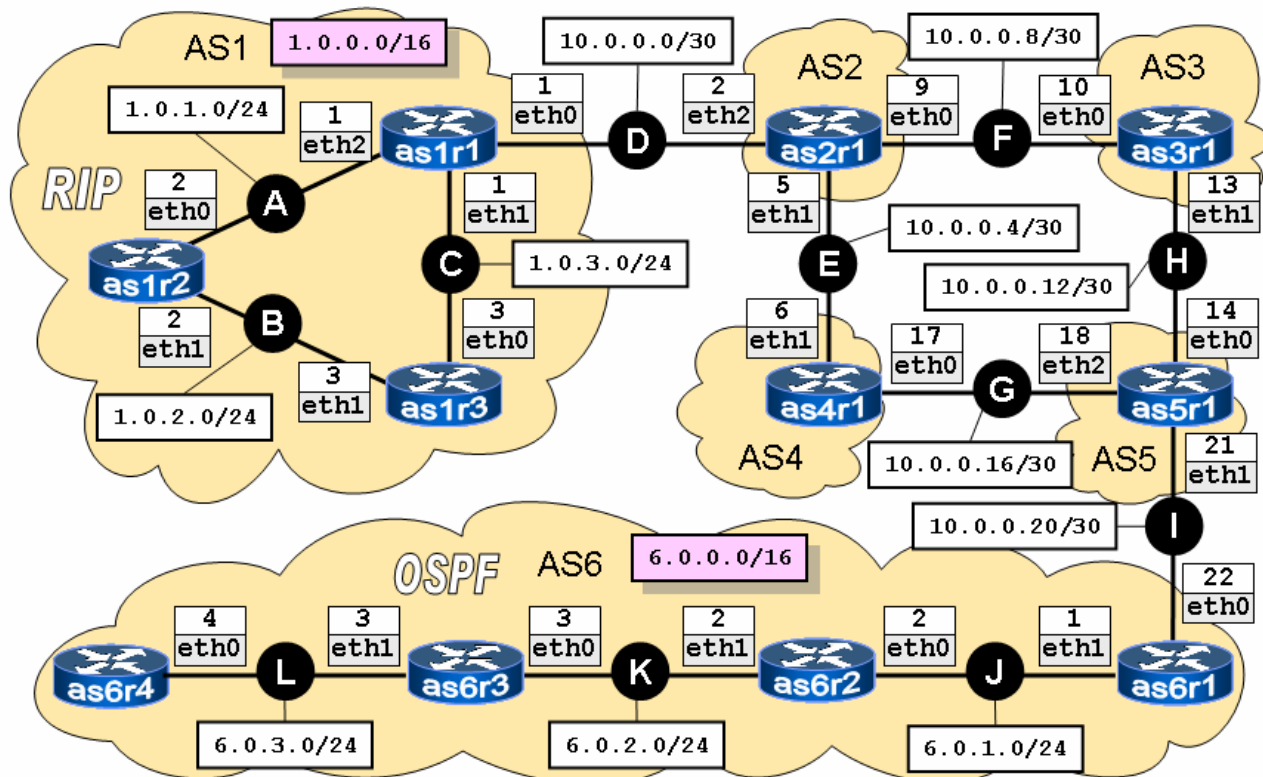 AS1
1.0.0.0/16
10.0.0.0/30
10.0.0.8/30
AS2
AS3
1.0.1.0/24
1
eth2
as1r1
1
eth0
D
2
eth2
as2r1
9
eth0
F
10
eth0
as3r1
RIP
2
eth0
A
1
eth1
5
eth1
13
eth1
10.0.0.4/30
as1r2
C
1.0.3.0/24
E
10.0.0.12/30
H
2
eth1
B
3
eth0
6
eth1
17
eth0
18
eth2
14
eth0
1.0.2.0/24
3
eth1
as1r3
as4r1
G
as5r1
AS4
10.0.0.16/30
AS5
21
eth1
10.0.0.20/30
I
OSPF
AS6
6.0.0.0/16
22
eth0
4
eth0
3
eth1
3
eth0
2
eth1
2
eth0
1
eth1
as6r4
L
as6r3
K
as6r2
J
as6r1
6.0.3.0/24
6.0.2.0/24
6.0.1.0/24